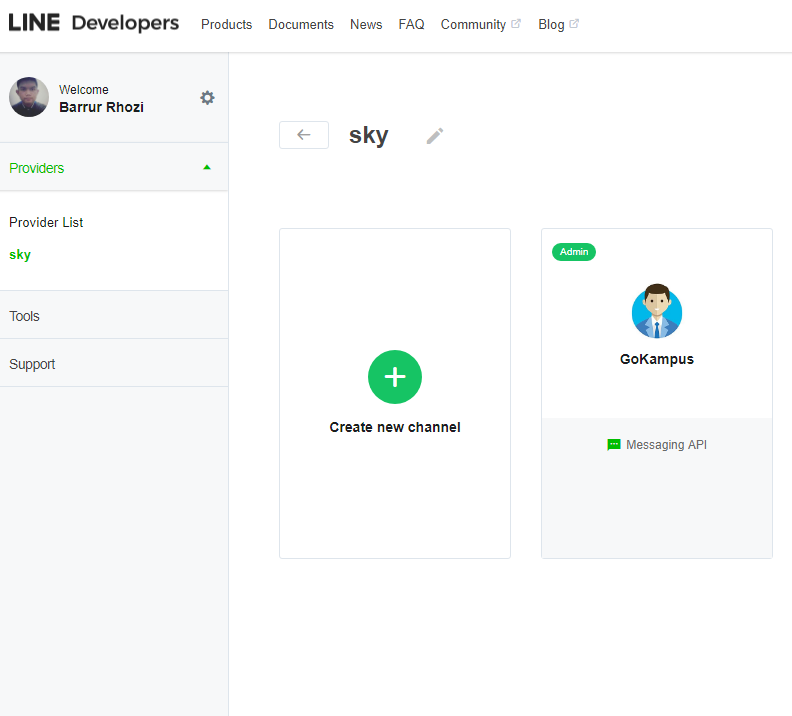 LINE Developers Products Documents News FAQ Community Blog
Welcome
Barrur Rhozi
Providers
Provider List
sky
Tools
Support
sky
Admin
GoKampus
Messaging API
Create new channel